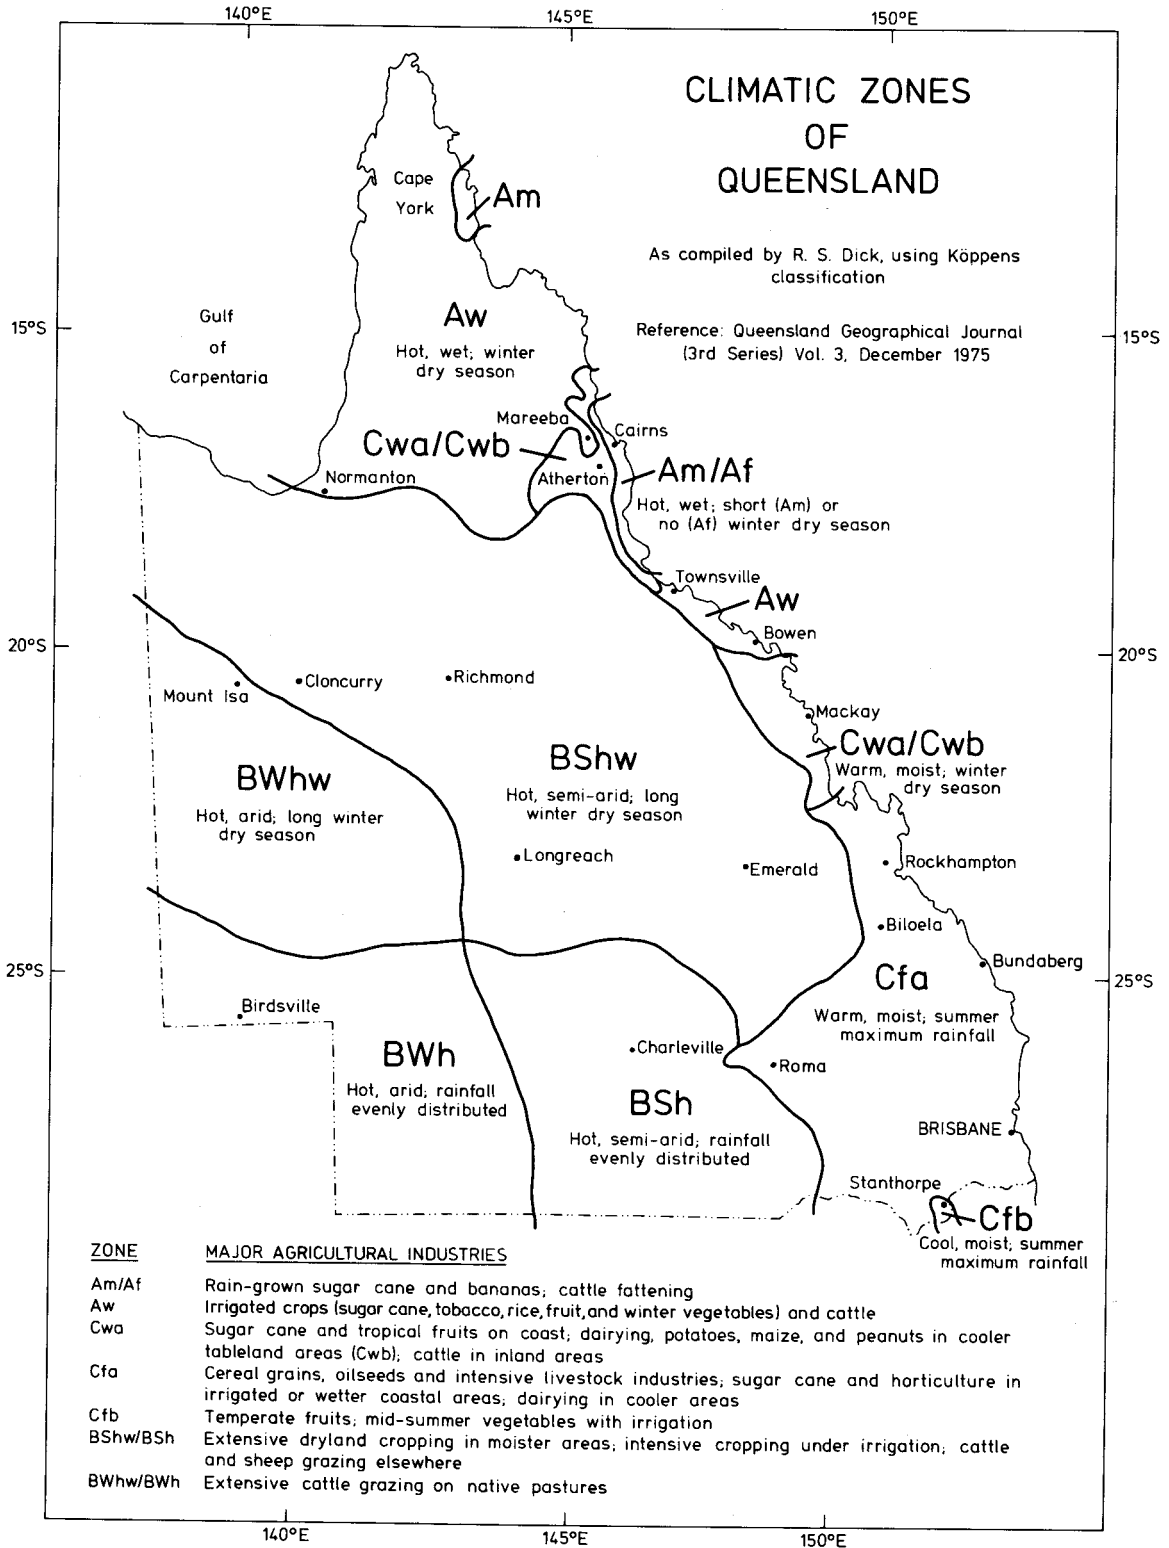 140°E 145°E 150°E
CLIMATIC ZONES
OF
QUEENSLAND
Cape
York
Am
As compiled by R. S. Dick, using Köppens
classification
Gulf
of
Carpentaria
15°S
15°S
Aw
Hot, wet; winter
dry season
Reference: Queensland Geographical Journal
(3rd Series) Vol. 3, December 1975
Mareeba
Cairns
Cwa/Cwb
Am/Af
Hot, wet; short (Am) or
no (Af) winter dry season
Normanton
Atherton
Townsville
Aw
Bowen
20°S
20°S
Mount Isa
Cloncurry
Richmond
Mackay
Cwa/Cwb
Warm, moist; winter
dry season
BWhw
Hot, arid; long winter
dry season
BShw
Hot, semi-arid; long
winter dry season
Longreach
Emerald
Rockhampton
Biloela
Bundaberg
25°S
25°S
Cfa
Warm, moist; summer
maximum rainfall
Birdsville
BWh
Hot, arid; rainfall
evenly distributed
Charleville
Roma
BSh
Hot, semi-arid; rainfall
evenly distributed
BRISBANE
Stanthorpe
Cfb
Cool, moist; summer
maximum rainfall
ZONE MAJOR AGRICULTURAL INDUSTRIES
Am/Af Rain-grown sugar cane and bananas; cattle fattening
Aw Irrigated crops (sugar cane, tobacco, rice, fruit, and winter vegetables) and cattle
Cwa Sugar cane and tropical fruits on coast; dairying, potatoes, maize, and peanuts in cooler
tableland areas (Cwb); cattle in inland areas
Cfa Cereal grains, oilseeds and intensive livestock industries; sugar cane and horticulture in
irrigated or wetter coastal areas; dairying in cooler areas
Cfb Temperate fruits; mid-summer vegetables with irrigation
BShw/BSh Extensive dryland cropping in moister areas; intensive cropping under irrigation; cattle
and sheep grazing elsewhere
BWhw/BWh Extensive cattle grazing on native pastures
140°E 145°E 150°E